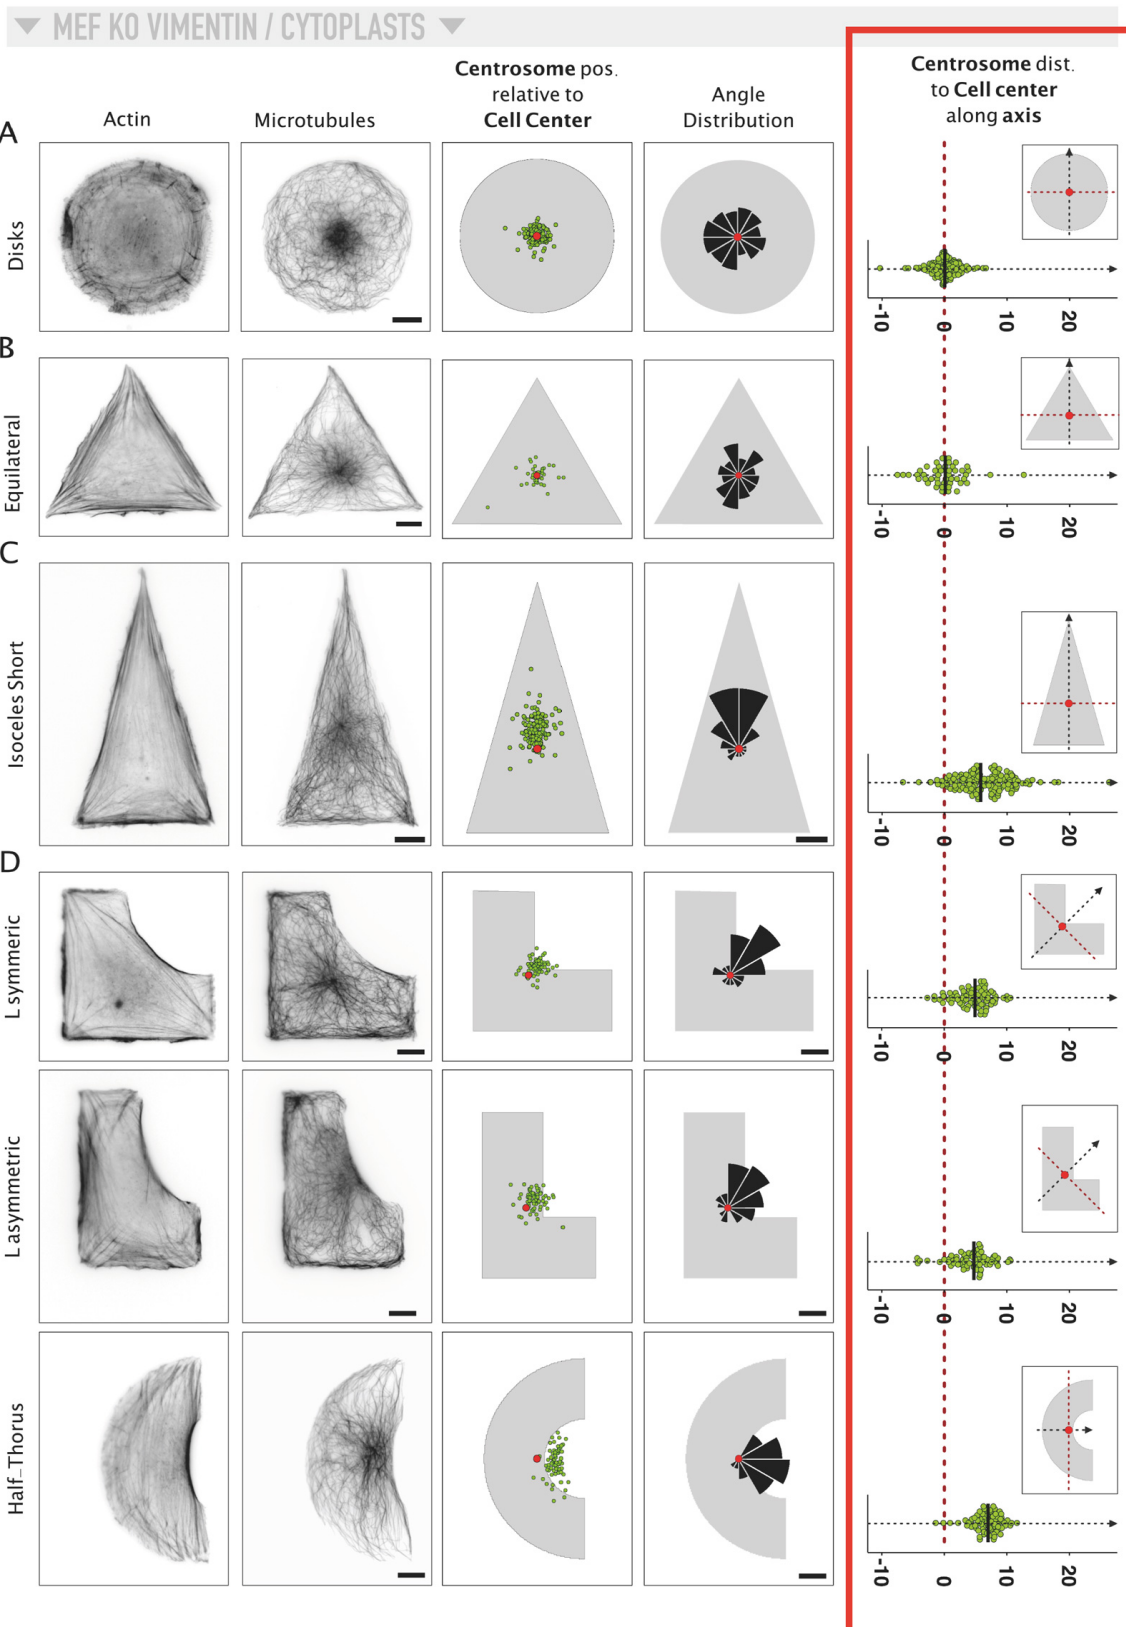 MEF KO VIMENTIN / CYTOPLASTS
Actin
Microtubules
Centrosome pos.
relative to
Cell Center
Angle
Distribution
Centrosome dist.
to Cell center
along axis
A
Disks
-10 0 10 20
B
Equilateral
-10 0 10 20
C
Isoceles Short
-10 0 10 20
D
L symmeric
-10 0 10 20
L asymmetric
-10 0 10 20
Half_Thorus
-10 0 10 20